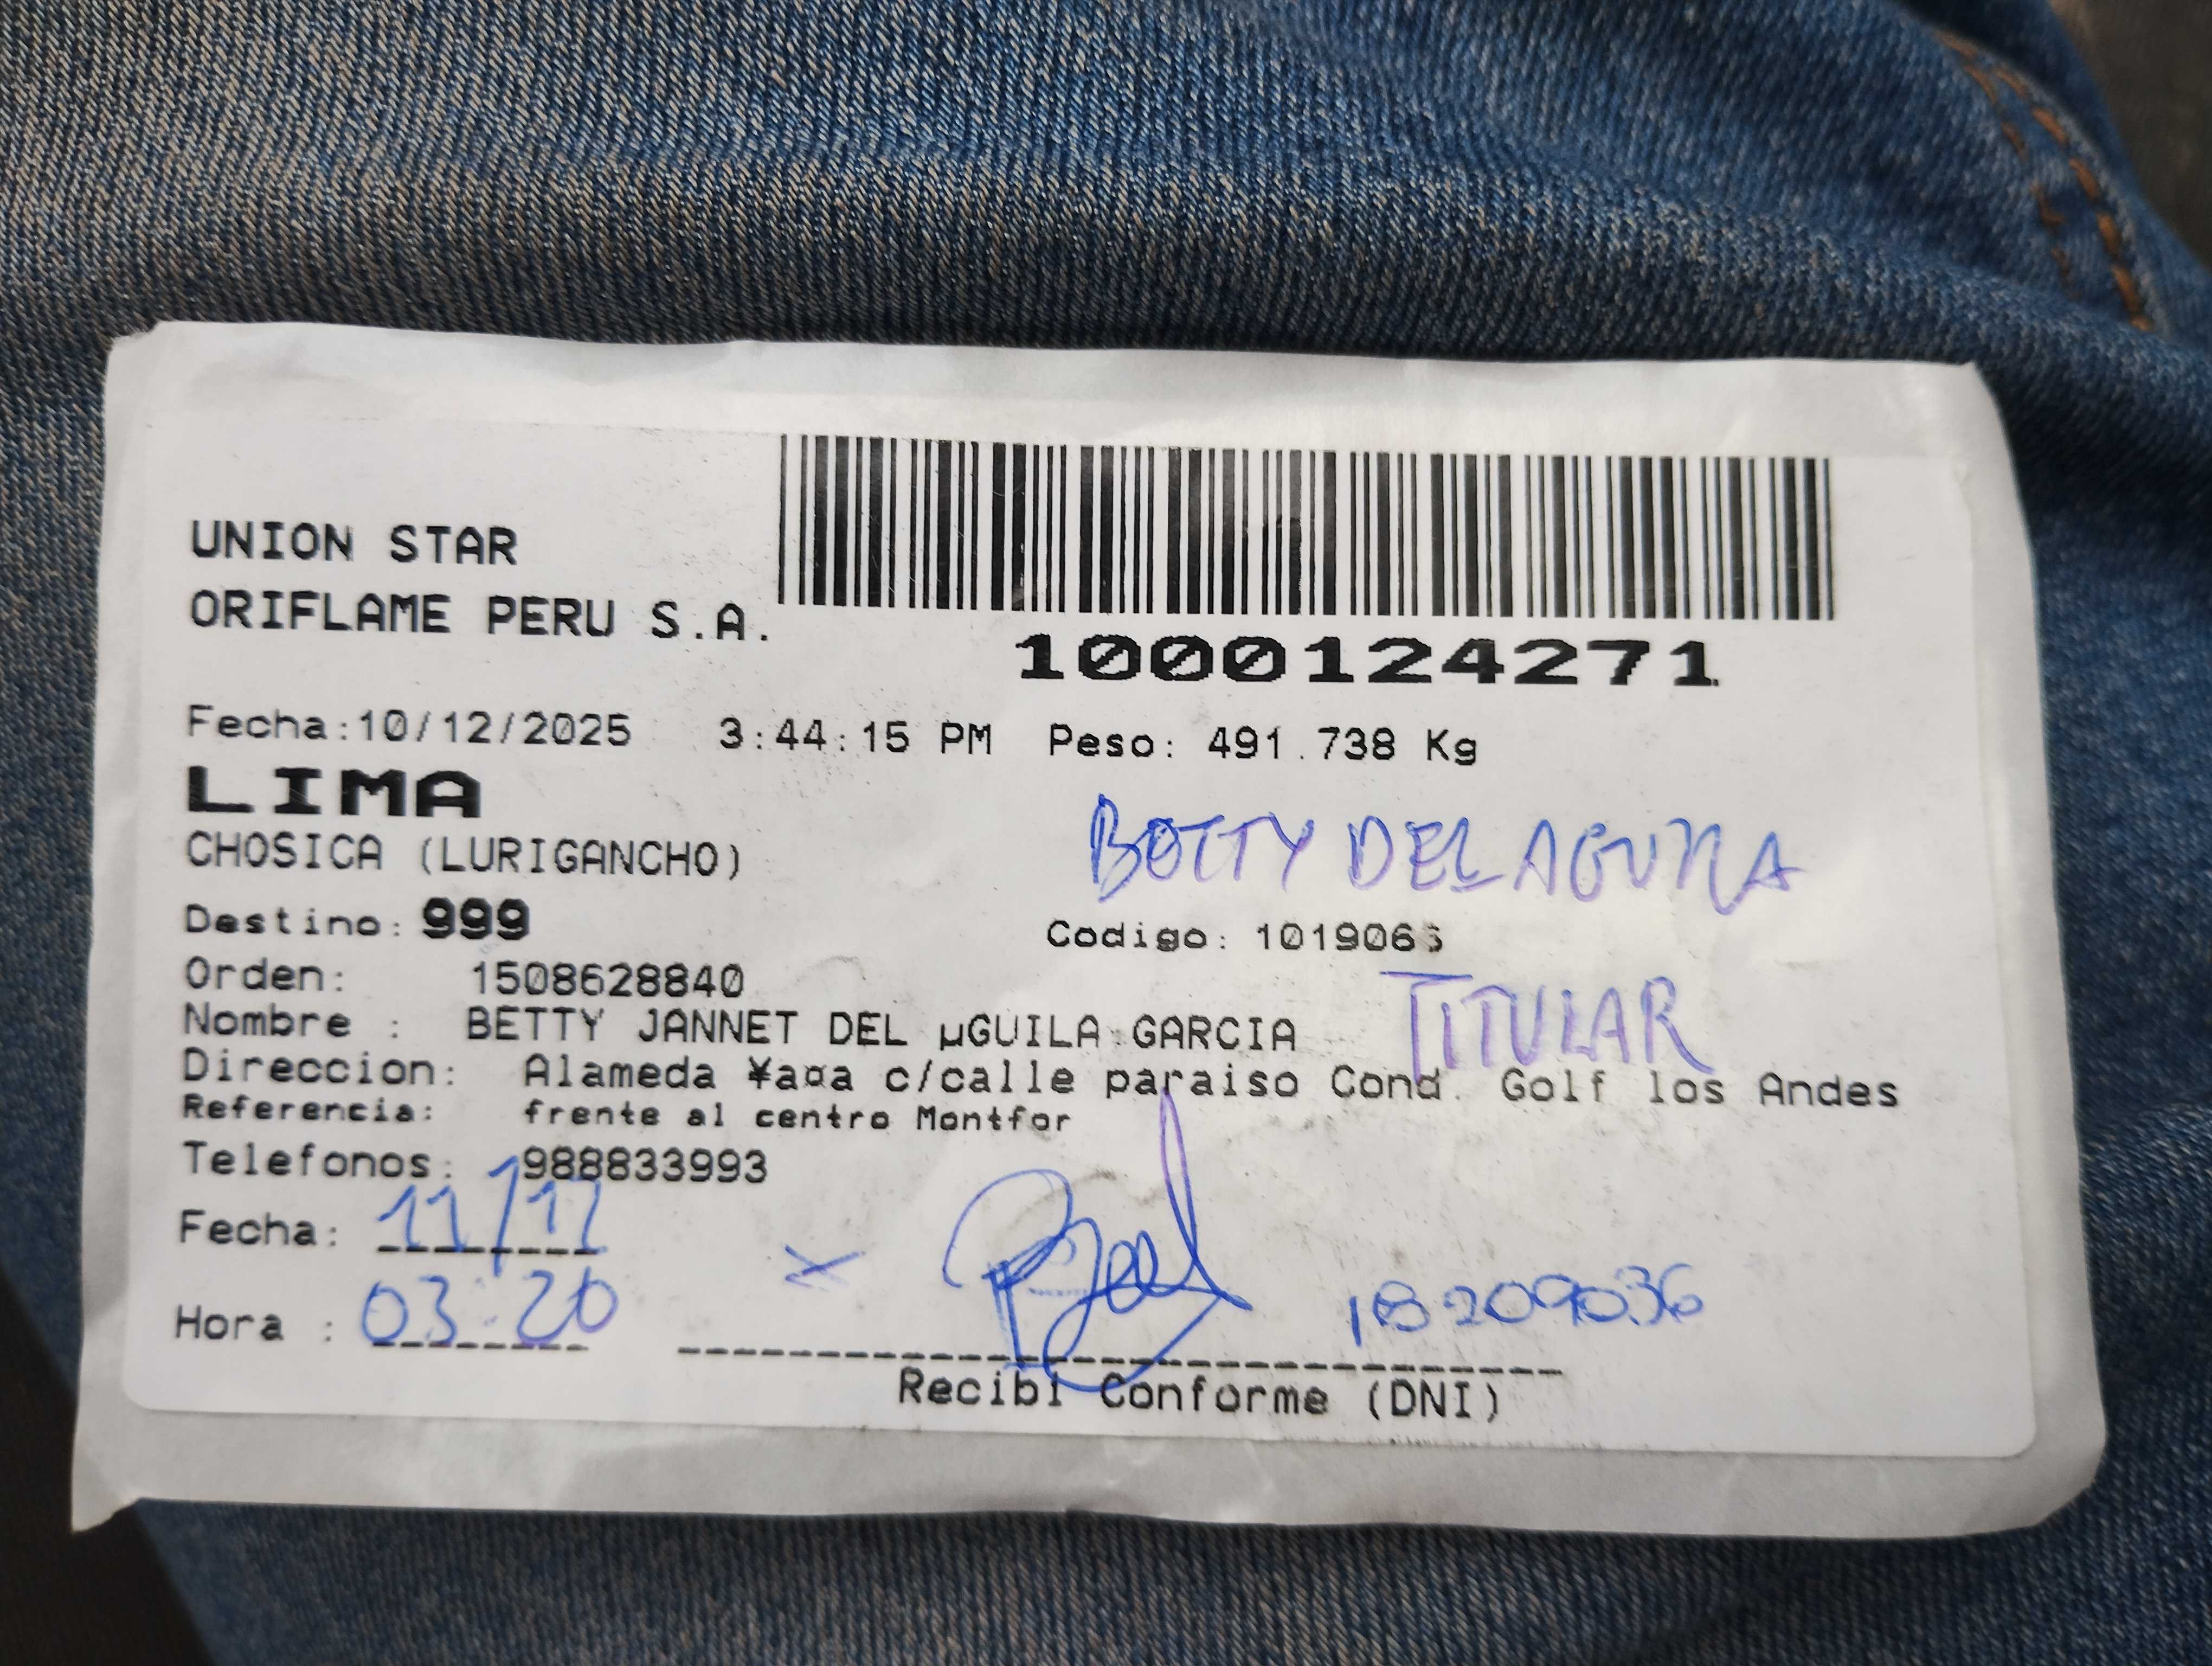 UNION STAR
ORIFLAME PERU S.A.
1000124271
Fecha:10/12/2025 3:44:15 PM Peso: 491.738 Kg
LIMA
CHOSICA (LURIGANCHO)
BETTY DEL AGUILA
Destino: 999 Codigo: 1019066
Orden: 1508628840
Nombre : BETTY JANNET DEL µGUILA GARCIA TITULAR
Direccion: Alameda ¥a¤a c/calle paraiso Cond. Golf los Andes
Referencia: frente al centro Montfor
Telefonos: 988833993
Fecha: 11/12
Hora : 03:20
18209036
Recibi Conforme (DNI)